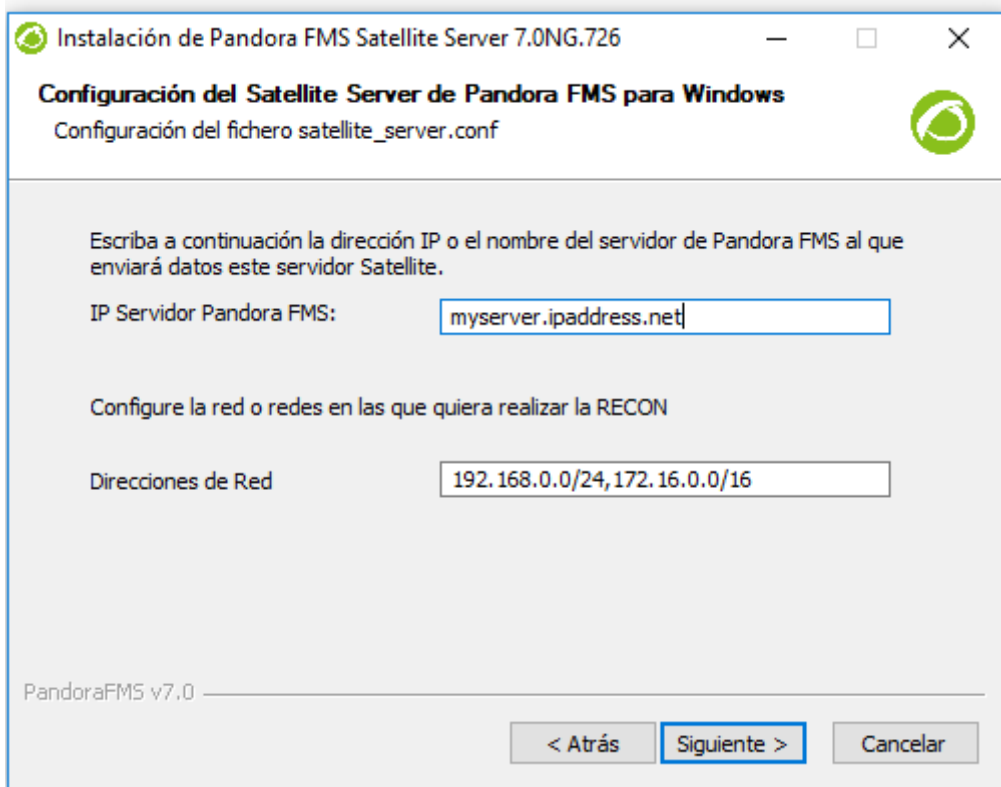 Instalación de Pandora FMS Satellite Server 7.0NG.726
Configuración del Satellite Server de Pandora FMS para Windows
Configuración del fichero satellite_server.conf
Escriba a continuación la dirección IP o el nombre del servidor de Pandora FMS al que
enviará datos este servidor Satellite.
IP Servidor Pandora FMS:
myserver.ipaddress.net
Configure la red o redes en las que quiera realizar la RECON
Direcciones de Red
192.168.0.0/24,172.16.0.0/16
PandoraFMS v7.0
< Atrás
Siguiente >
Cancelar